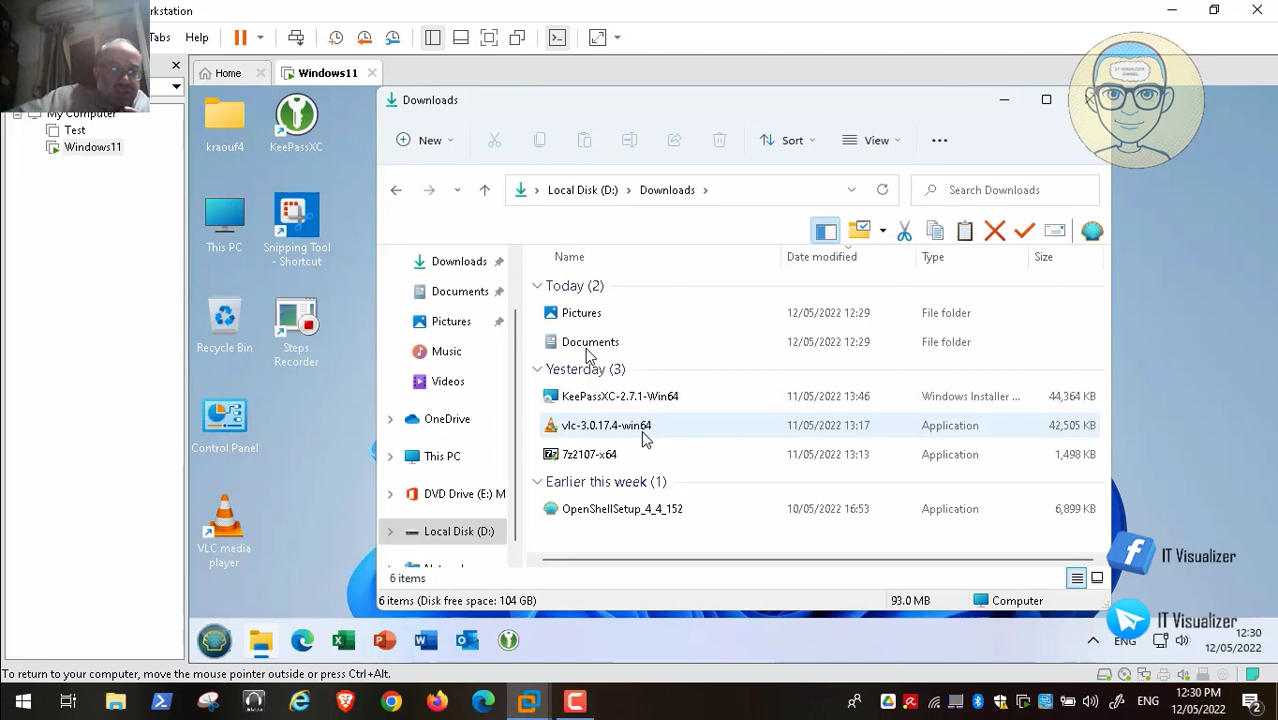 rkstation
Tabs Help
Home Windows11
My Computer
Test
Windows11
kraouf4
KeePassXC
This PC
Snipping Tool
- Shortcut
Recycle Bin
Steps
Recorder
Control
Panel
VLC media
player
Downloads
New Sort View
Local Disk (D:) Downloads Search Downloads
Downloads
Documents
Pictures
Music
Videos
OneDrive
This PC
DVD Drive (E:) M
Local Disk (D:)
Name Date modified Type Size
Today (2)
Pictures 12/05/2022 12:29 File folder
Documents 12/05/2022 12:29 File folder
Yesterday (3)
KeePassXC-2.7.1-Win64 11/05/2022 13:46 Windows Installer ... 44,364 KB
vlc-3.0.17.4-win64 11/05/2022 13:17 Application 42,505 KB
7z2107-x64 11/05/2022 13:13 Application 1,498 KB
Earlier this week (1)
OpenShellSetup_4_4_152 10/05/2022 16:53 Application 6,899 KB
6 items
6 items (Disk free space: 104 GB) 93.0 MB Computer
IT VISUALIZER
CHANNEL
IT Visualizer
IT Visualizer
ENG 12:30
12/05/2022
To return to your computer, move the mouse pointer outside or press Ctrl+Alt.
ENG 12:30 PM
12/05/2022
2